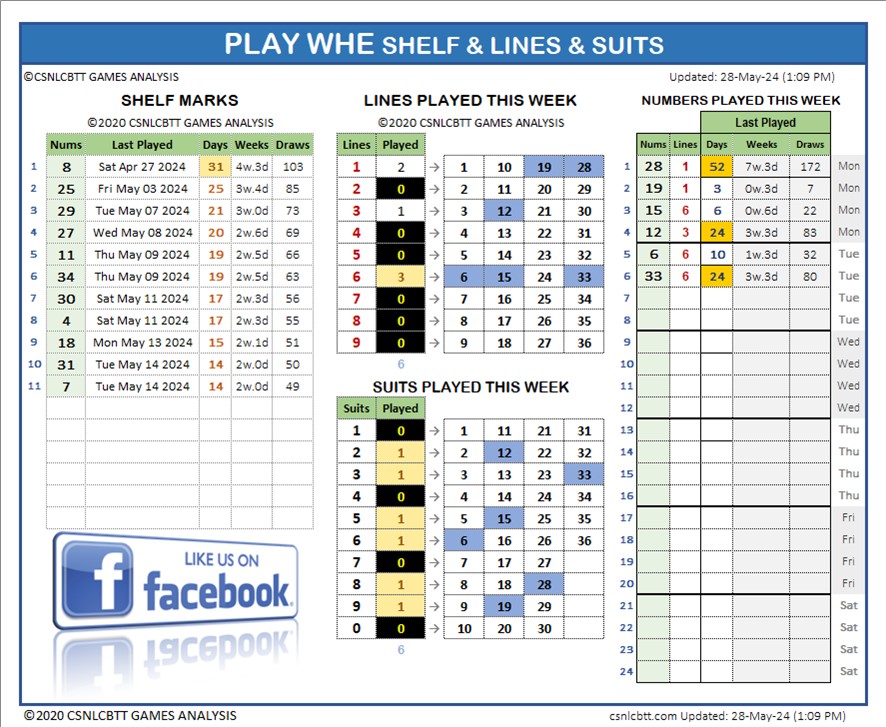 PLAY WHE SHELF & LINES & SUITS
©CSNLCBTT GAMES ANALYSIS
Updated: 28-May-24 (1:09 PM)
SHELF MARKS
©2020 CSNLCBTT GAMES ANALYSIS
Nums Last Played Days Weeks Draws
1 8 Sat Apr 27 2024 31 4w.3d 103
2 25 Fri May 03 2024 25 3w.4d 85
3 29 Tue May 07 2024 21 3w.0d 73
4 27 Wed May 08 2024 20 2w.6d 69
5 11 Thu May 09 2024 19 2w.5d 66
6 34 Thu May 09 2024 19 2w.5d 63
7 30 Sat May 11 2024 17 2w.3d 56
8 4 Sat May 11 2024 17 2w.3d 55
9 18 Mon May 13 2024 15 2w.1d 51
10 31 Tue May 14 2024 14 2w.0d 50
11 7 Tue May 14 2024 14 2w.0d 49
LIKE US ON
f facebook.
LINES PLAYED THIS WEEK
©2020 CSNLCBTT GAMES ANALYSIS
Lines Played
1 2 → 1 10 19 28
2 0 → 2 11 20 29
3 1 → 3 12 21 30
4 0 → 4 13 22 31
5 0 → 5 14 23 32
6 3 → 6 15 24 33
7 0 → 7 16 25 34
8 0 → 8 17 26 35
9 0 → 9 18 27 36
6
SUITS PLAYED THIS WEEK
Suits Played
1 0 → 1 11 21 31
2 1 → 2 12 22 32
3 1 → 3 13 23 33
4 0 → 4 14 24 34
5 1 → 5 15 25 35
6 1 → 6 16 26 36
7 0 → 7 17 27
8 1 → 8 18 28
9 1 → 9 19 29
0 0 → 10 20 30
6
NUMBERS PLAYED THIS WEEK
Last Played
Nums Lines Days Weeks Draws
1 28 1 52 7w.3d 172 Mon
2 19 1 3 0w.3d 7 Mon
3 15 6 6 0w.6d 22 Mon
4 12 3 24 3w.3d 83 Mon
5 6 6 10 1w.3d 32 Tue
6 33 6 24 3w.3d 80 Tue
7 Tue
8 Tue
9 Wed
10 Wed
11 Wed
12 Wed
13 Thu
14 Thu
15 Thu
16 Thu
17 Fri
18 Fri
19 Fri
20 Fri
21 Sat
22 Sat
23 Sat
24 Sat
©2020 CSNLCBTT GAMES ANALYSIS
csnlcbtt.com Updated: 28-May-24 (1:09 PM)